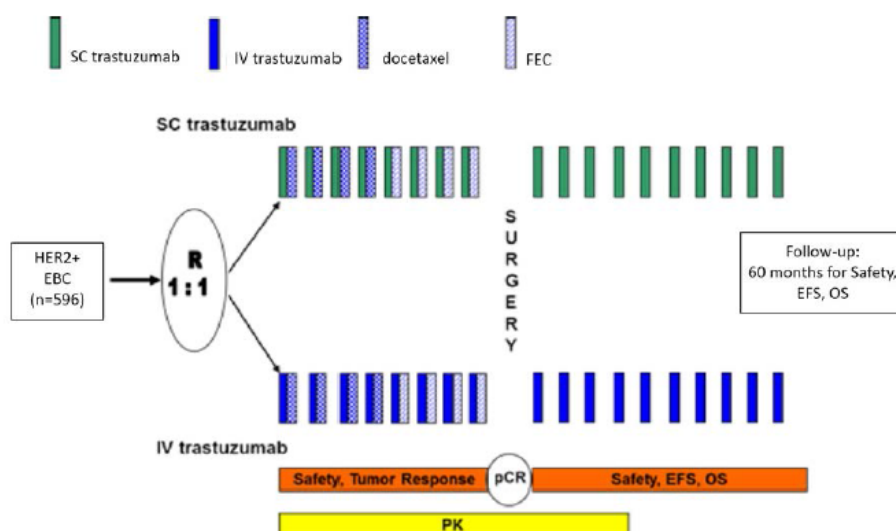 SC trastuzumab
IV trastuzumab
docetaxel
FEC
SC trastuzumab
HER2+
EBC
(n=596)
R
1 : 1
SURGERY
Follow-up:
60 months for Safety,
EFS, OS
IV trastuzumab
Safety, Tumor Response
pCR
Safety, EFS, OS
PK